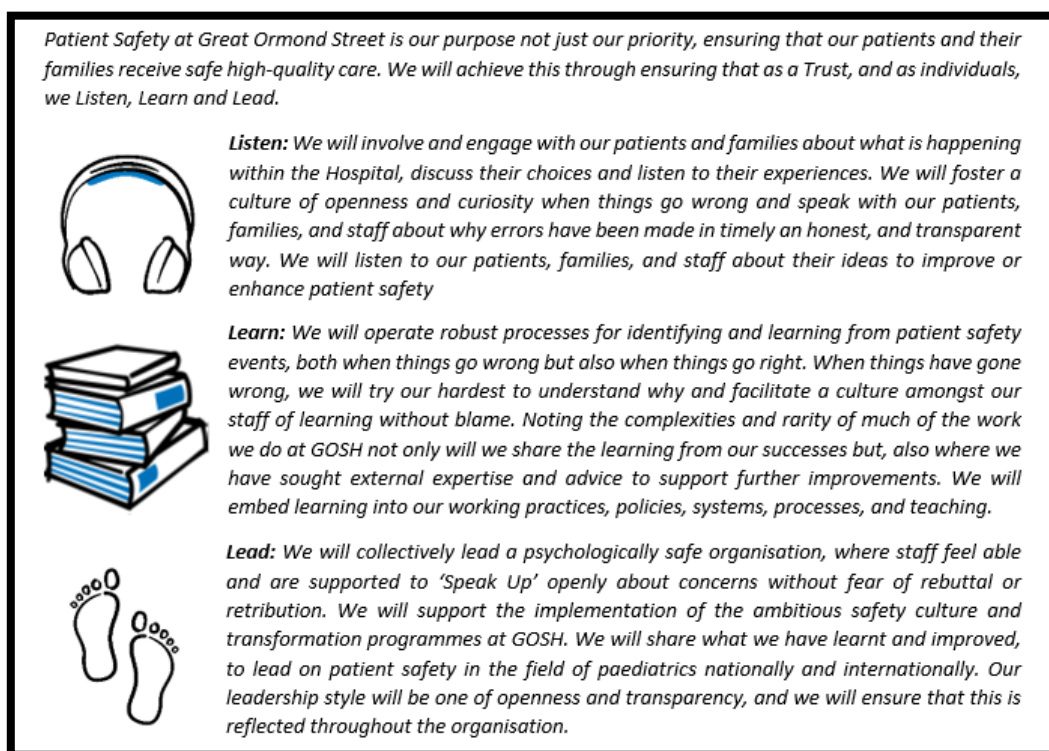 Patient Safety at Great Ormond Street is our purpose not just our priority, ensuring that our patients and their
families receive safe high-quality care. We will achieve this through ensuring that as a Trust, and as individuals,
we Listen, Learn and Lead.
Listen: We will involve and engage with our patients and families about what is happening
within the Hospital, discuss their choices and listen to their experiences. We will foster a
culture of openness and curiosity when things go wrong and speak with our patients,
families, and staff about why errors have been made in timely an honest, and transparent
way. We will listen to our patients, families, and staff about their ideas to improve or
enhance patient safety
Learn: We will operate robust processes for identifying and learning from patient safety
events, both when things go wrong but also when things go right. When things have gone
wrong, we will try our hardest to understand why and facilitate a culture amongst our
staff of learning without blame. Noting the complexities and rarity of much of the work
we do at GOSH not only will we share the learning from our successes but, also where we
have sought external expertise and advice to support further improvements. We will
embed learning into our working practices, policies, systems, processes, and teaching.
Lead: We will collectively lead a psychologically safe organisation, where staff feel able
and are supported to ‘Speak Up’ openly about concerns without fear of rebuttal or
retribution. We will support the implementation of the ambitious safety culture and
transformation programmes at GOSH. We will share what we have learnt and improved,
to lead on patient safety in the field of paediatrics nationally and internationally. Our
leadership style will be one of openness and transparency, and we will ensure that this is
reflected throughout the organisation.